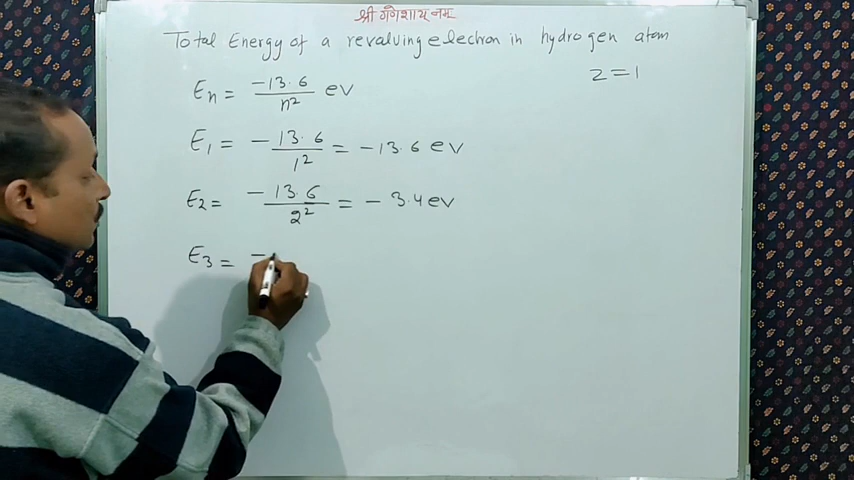 श्री गणेशाय नमः
Total Energy of a revalving electron in hydrogen atom
En = -13.6/n² ev z=1
E₁ = -13.6/1² = -13.6 ev
E₂ = -13.6/2² = -3.4 ev
E₃ = -